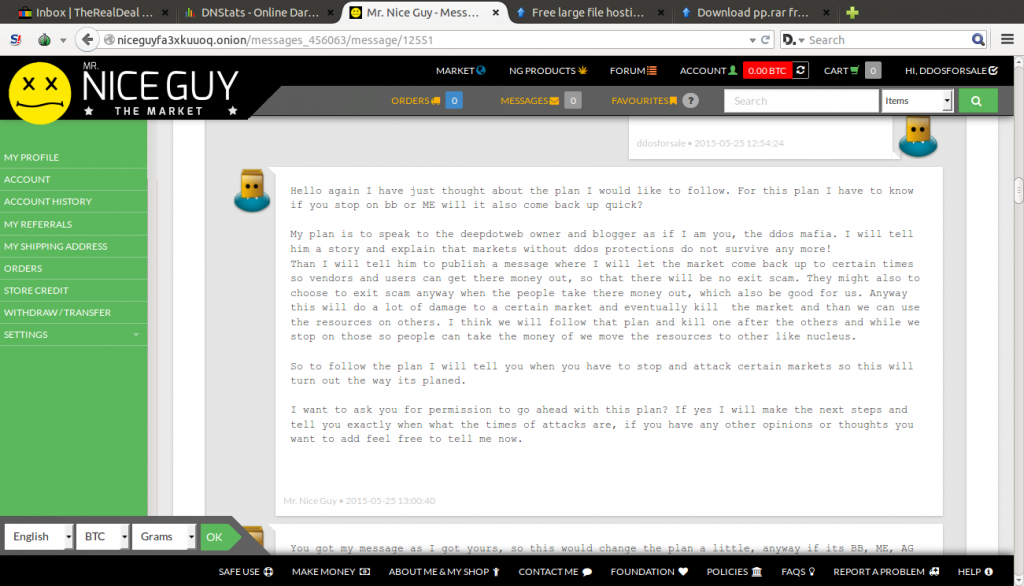 Inbox | TheRealDeal ...
DNStats - Online Dar...
Mr. Nice Guy - Mess...
Free large file hosti...
Download pp.rar fr...
niceguyfa3xkuuoq.onion/messages_456063/message/12551
Search
MR.
NICE GUY
THE MARKET
MARKET
NG PRODUCTS
FORUM
ACCOUNT
0.00 BTC
CART
0
HI, DDOSFORSALE
ORDERS
0
MESSAGES
0
FAVOURITES
?
Search
Items
MY PROFILE
ACCOUNT
ACCOUNT HISTORY
MY REFERRALS
MY SHIPPING ADDRESS
ORDERS
STORE CREDIT
WITHDRAW / TRANSFER
SETTINGS
ddosforsale • 2015-05-25 12:54:24
Hello again I have just thought about the plan I would like to follow. For this plan I have to know
if you stop on bb or ME will it also come back up quick?
My plan is to speak to the deepdotweb owner and blogger as if I am you, the ddos mafia. I will tell
him a story and explain that markets without ddos protections do not survive any more!
Than I will tell him to publish a message where I will let the market come back up to certain times
so vendors and users can get there money out, so that there will be no exit scam. They might also to
choose to exit scam anyway when the people take there money out, which also be good for us. Anyway
this will do a lot of damage to a certain market and eventually kill  the market and than we can use
the resources on others. I think we will follow that plan and kill one after the others and while we
stop on those so people can take the money of we move the resources to other like nucleus.
So to follow the plan I will tell you when you have to stop and attack certain markets so this will
turn out the way its planed.
I want to ask you for permission to go ahead with this plan? If yes I will make the next steps and
tell you exactly when what the times of attacks are, if you have any other opinions or thoughts you
want to add feel free to tell me now.
Mr. Nice Guy • 2015-05-25 13:00:40
You got my message as I got yours, so this would change the plan a little, anyway if its BB, ME, AG
English
BTC
Grams
OK
SAFE USE
MAKE MONEY
ABOUT ME & MY SHOP
CONTACT ME
FOUNDATION
POLICIES
FAQS
REPORT A PROBLEM
HELP